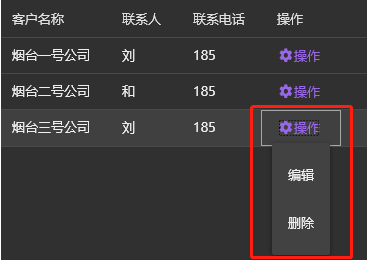 客户名称 联系人 联系电话 操作
烟台一号公司 刘 185 操作
烟台二号公司 和 185 操作
烟台三号公司 刘 185 操作
编辑
删除